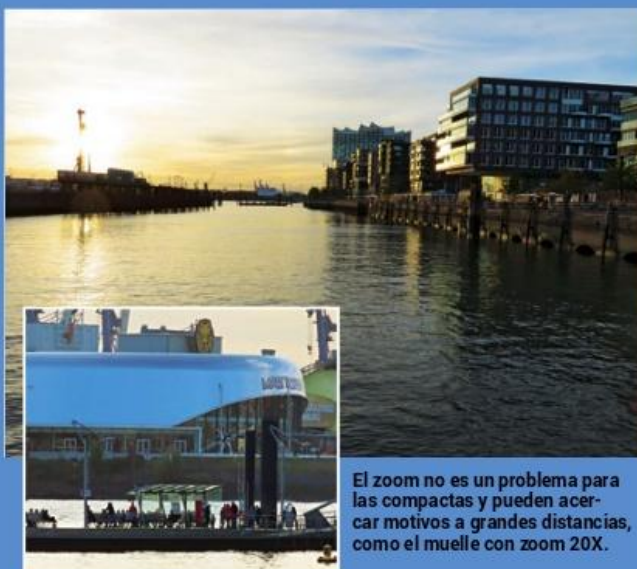 El zoom no es un problema para
las compactas y pueden acer-
car motivos a grandes distancias,
como el muelle con zoom 20X.